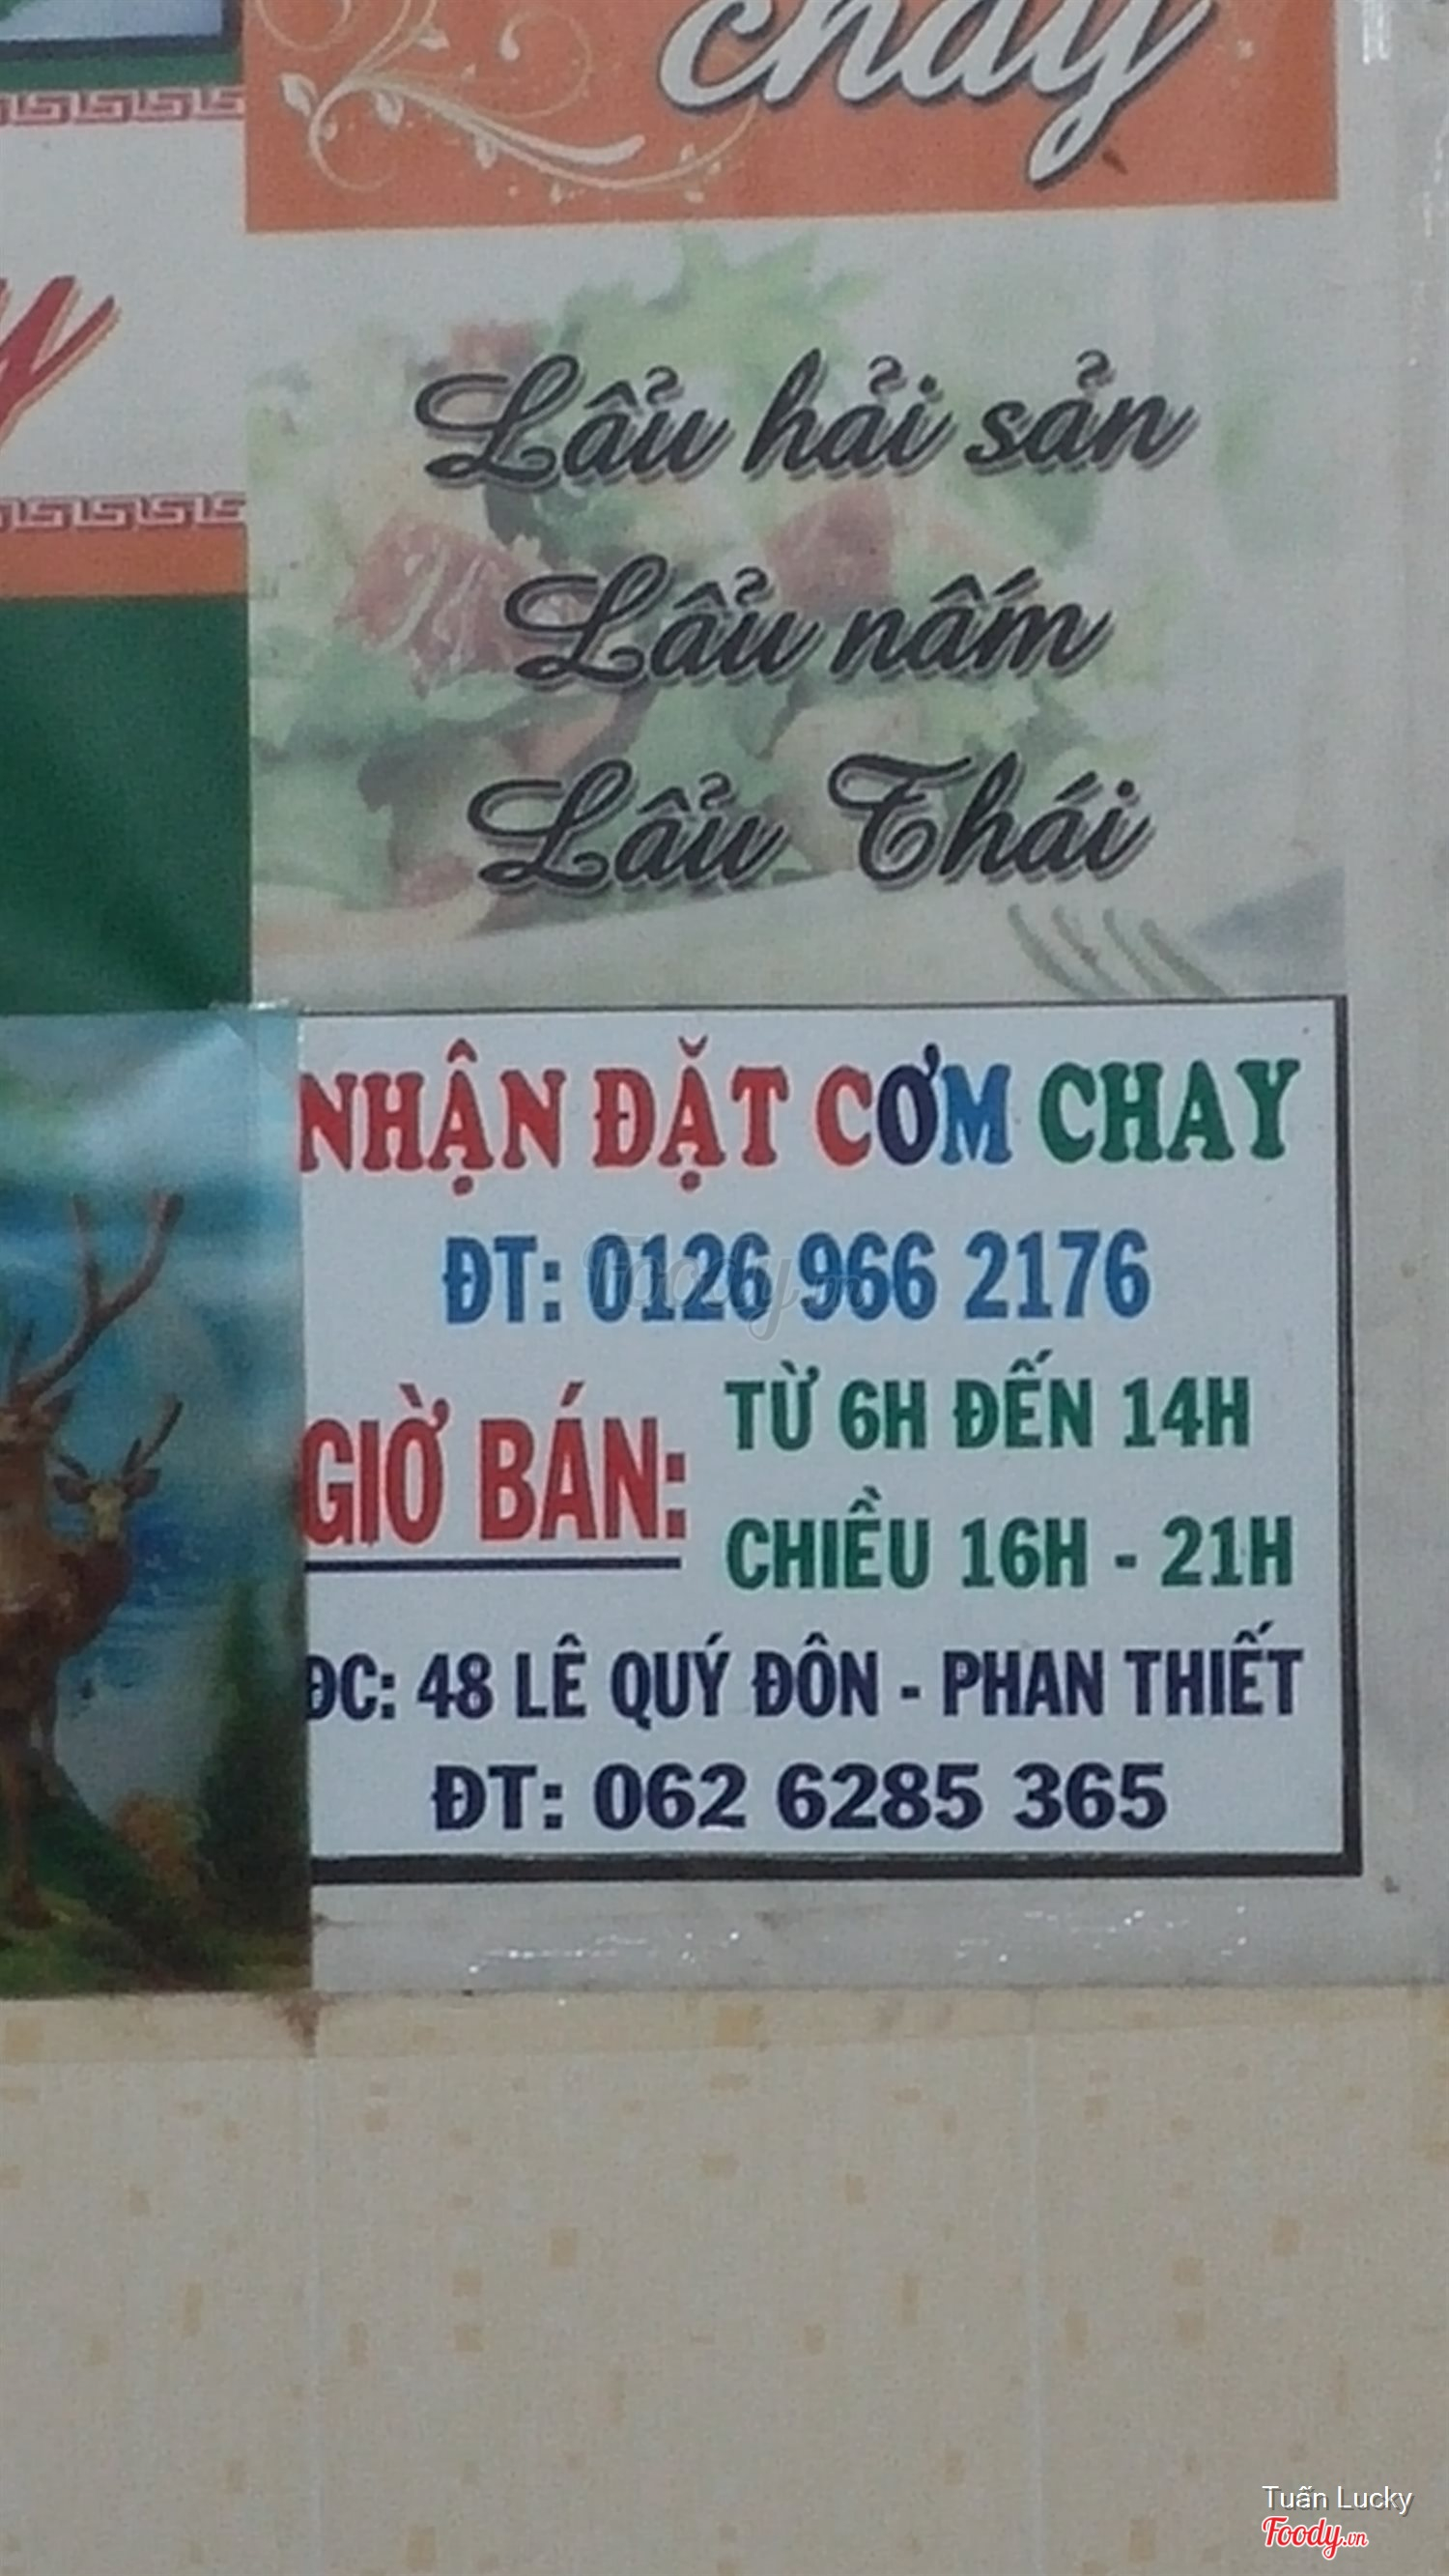 chay
Lẩu hải sản
Lẩu nấm
Lẩu Thái
NHẬN ĐẶT CƠM CHAY
ĐT: 0126 966 2176
GIỜ BÁN:
TỪ 6H ĐẾN 14H
CHIỀU 16H - 21H
ĐC: 48 LÊ QUÝ ĐÔN - PHAN THIẾT
ĐT: 062 6285 365
Foody.vn
Tuấn Lucky
Foody.vn